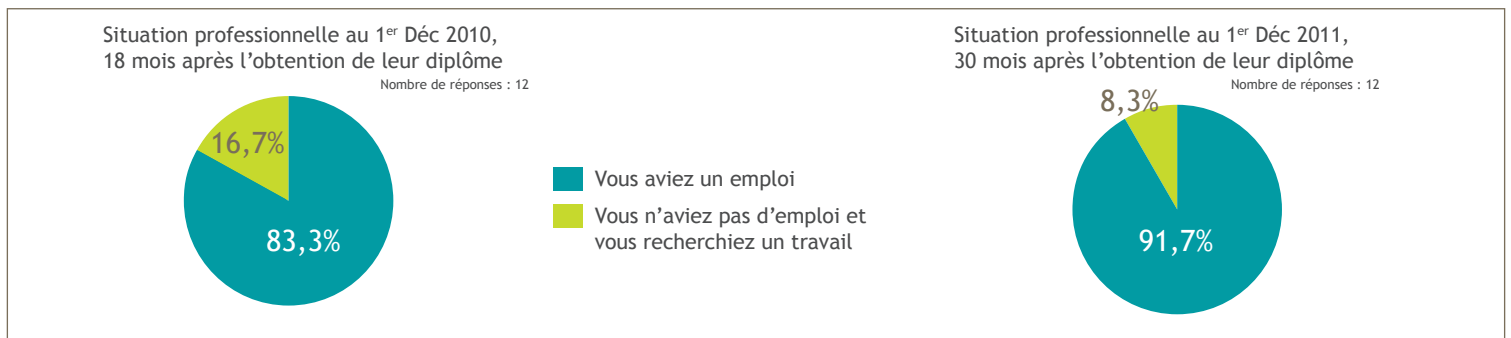 Situation professionnelle au 1er Déc 2010,
18 mois après l’obtention de leur diplôme
Nombre de réponses : 12
16,7%
83,3%
Vous aviez un emploi
Vous n’aviez pas d’emploi et
vous recherchiez un travail
Situation professionnelle au 1er Déc 2011,
30 mois après l’obtention de leur diplôme
Nombre de réponses : 12
8,3%
91,7%